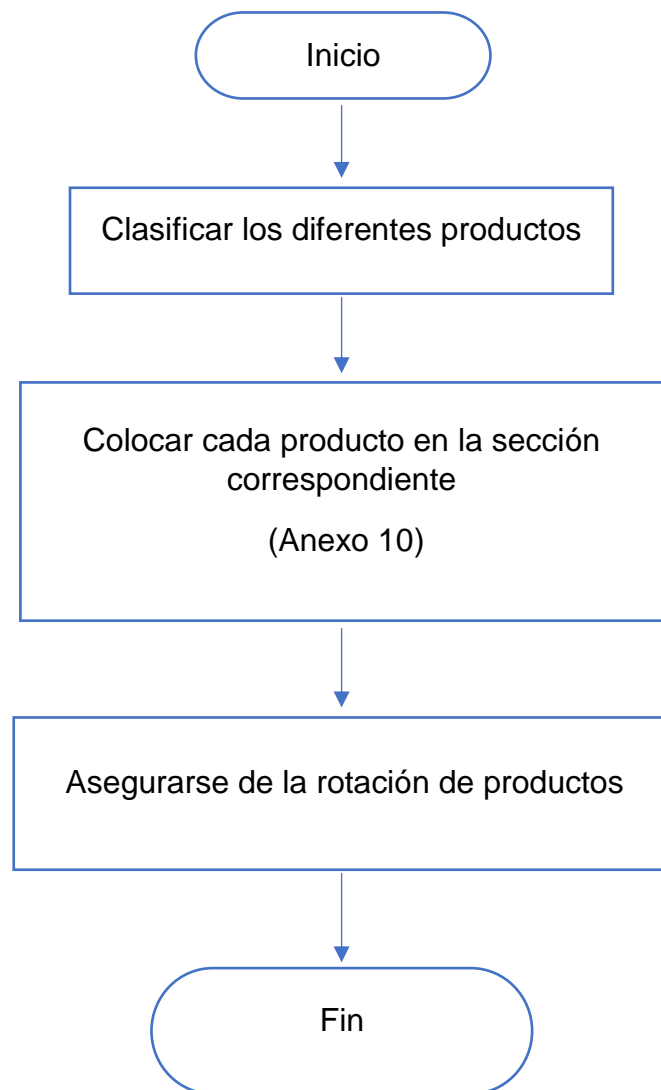 Inicio
Clasificar los diferentes productos
Colocar cada producto en la sección
correspondiente
(Anexo 10)
Asegurarse de la rotación de productos
Fin